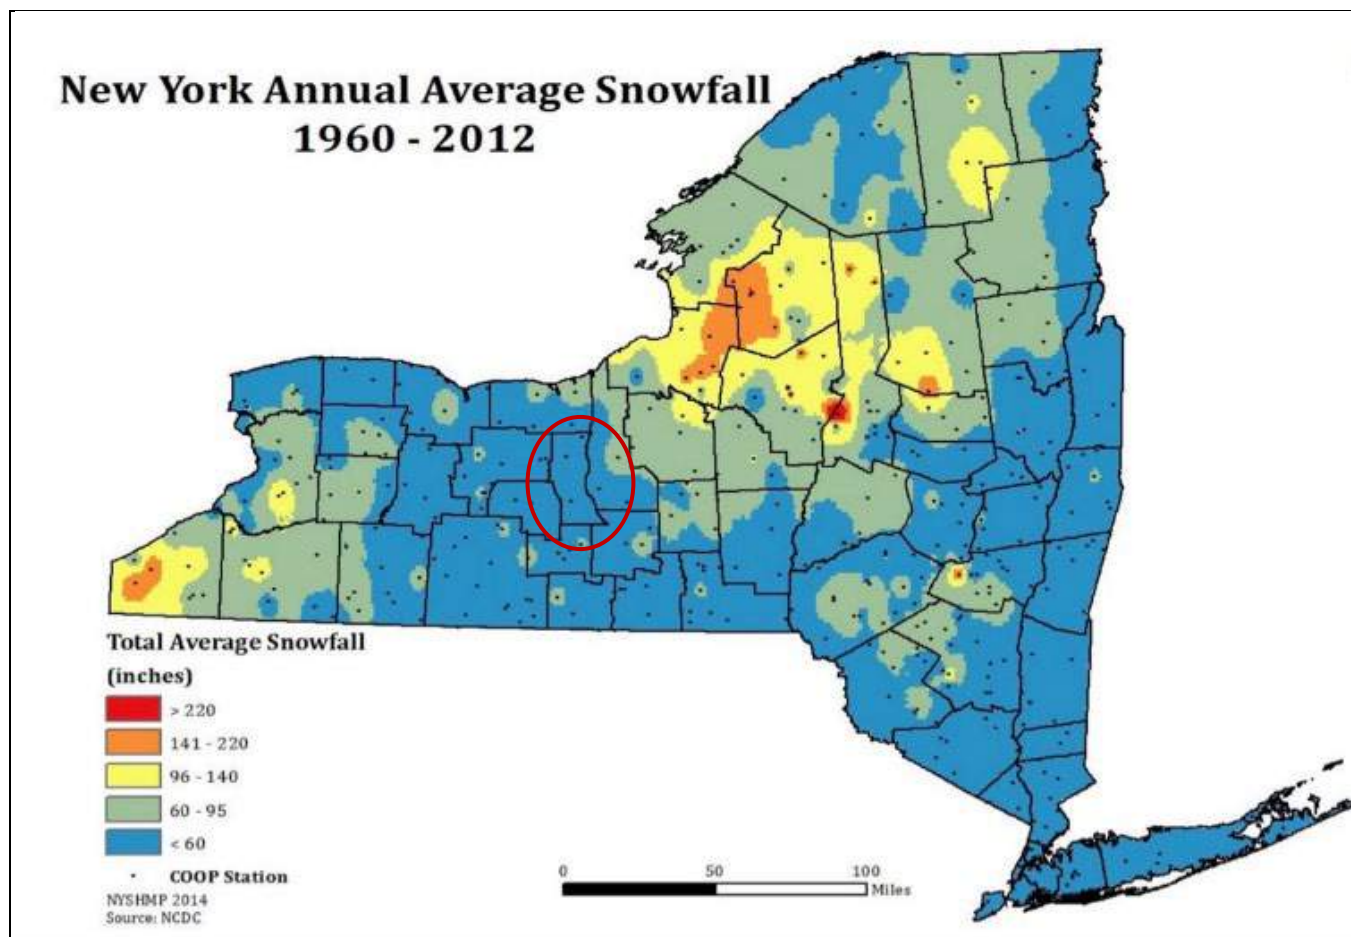 New York Annual Average Snowfall
1960 - 2012
Total Average Snowfall
(inches)
> 220
141 - 220
96 - 140
60 - 95
< 60
COOP Station
NYSHMP 2014
Source: NCDC
0 50 100
Miles